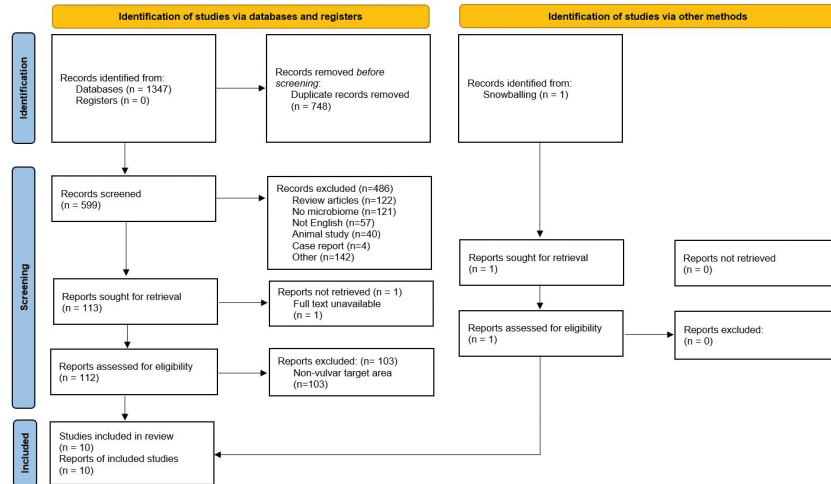 Identification of studies via databases and registers
Identification of studies via other methods
Identification
Records identified from:
Databases (n = 1347)
Registers (n = 0)
Records removed before
screening:
Duplicate records removed
(n = 748)
Records identified from:
Snowballing (n = 1)
Screening
Records screened
(n = 599)
Records excluded (n=486)
Review articles (n=122)
No microbiome (n=121)
Not English (n=57)
Animal study (n=40)
Case report (n=4)
Other (n=142)
Reports sought for retrieval
(n = 113)
Reports not retrieved (n = 1)
Full text unavailable
(n = 1)
Reports sought for retrieval
(n = 1)
Reports not retrieved
(n = 0)
Reports assessed for eligibility
(n = 112)
Reports excluded: (n= 103)
Non-vulvar target area
(n=103)
Reports assessed for eligibility
(n = 1)
Reports excluded:
(n = 0)
Included
Studies included in review
(n = 10)
Reports of included studies
(n = 10)